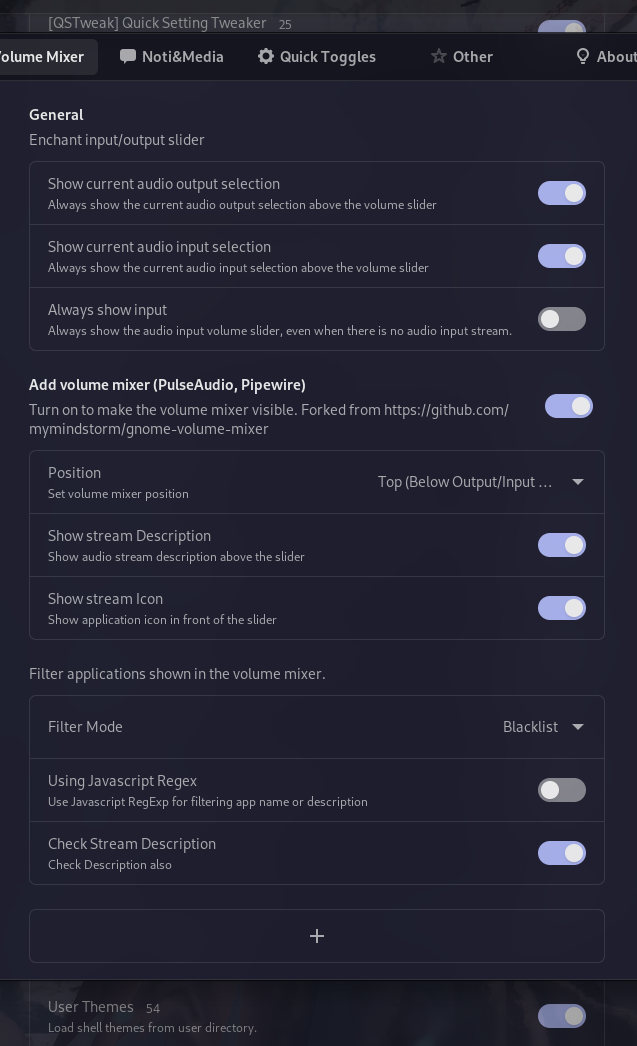 [QSTweak] Quick Setting Tweaker 25
olume Mixer Noti&Media Quick Toggles Other About
General
Enchant input/output slider
Show current audio output selection
Always show the current audio output selection above the volume slider
Show current audio input selection
Always show the current audio input selection above the volume slider
Always show input
Always show the audio input volume slider, even when there is no audio input stream.
Add volume mixer (PulseAudio, Pipewire)
Turn on to make the volume mixer visible. Forked from https://github.com/
mymindstorm/gnome-volume-mixer
Position
Top (Below Output/Input ...
Set volume mixer position
Show stream Description
Show audio stream description above the slider
Show stream Icon
Show application icon in front of the slider
Filter applications shown in the volume mixer.
Filter Mode Blacklist
Using Javascript Regex
Use Javascript RegExp for filtering app name or description
Check Stream Description
Check Description also
User Themes 54
Load shell themes from user directory.